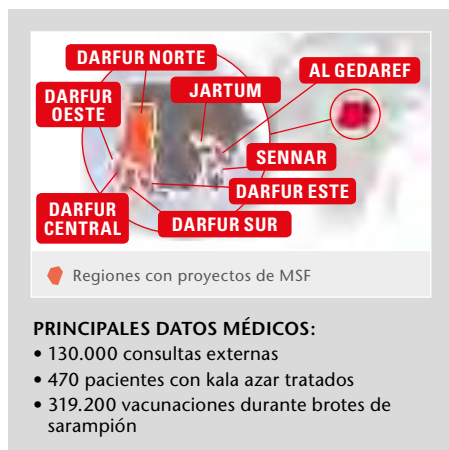 DARFUR NORTE
AL GEDAREF
DARFUR
OESTE
JARTUM
SENNAR
DARFUR ESTE
DARFUR
CENTRAL
DARFUR SUR
Regiones con proyectos de MSF
PRINCIPALES DATOS MÉDICOS:
• 130.000 consultas externas
• 470 pacientes con kala azar tratados
• 319.200 vacunaciones durante brotes de
sarampión